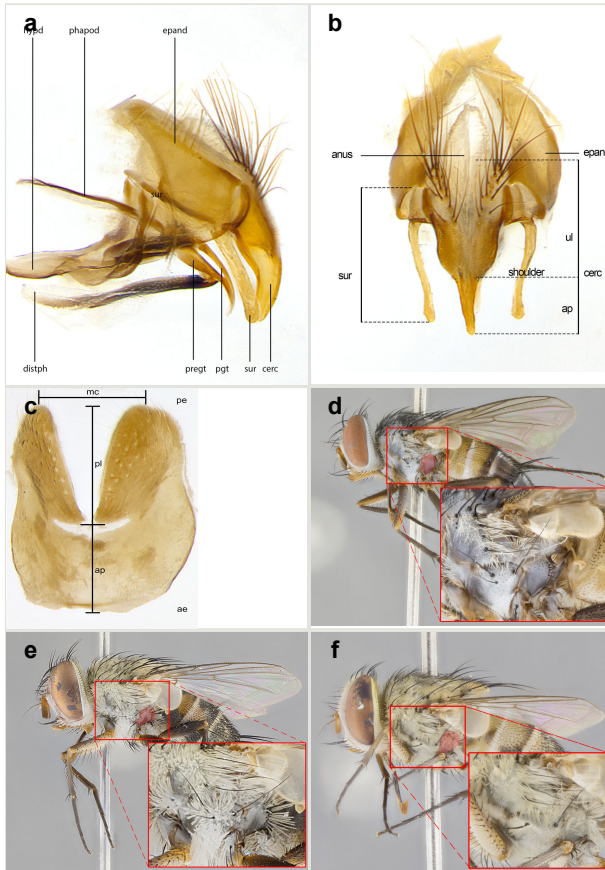 a
hypd phapod epand
sur
distph pregt pgt sur cerc
b
anus
epan
ul
sur shoulder cerc
ap
c
mc pe
pl
ap
ae
d
e
f